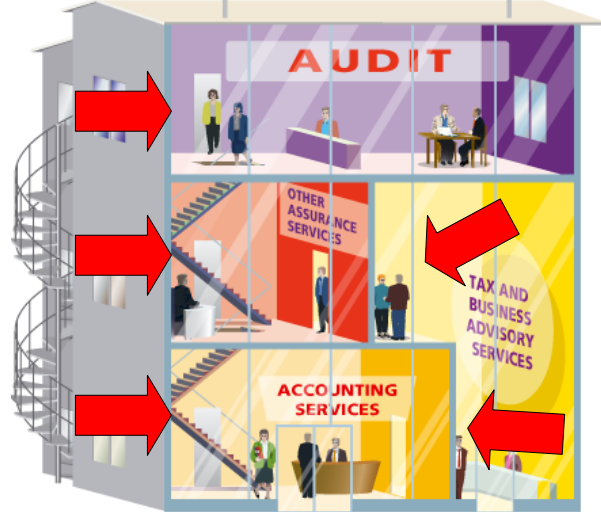 AUDIT
OTHER
ASSURANCE
SERVICES
TAX AND
BUSINESS
ADVISORY
SERVICES
ACCOUNTING
SERVICES